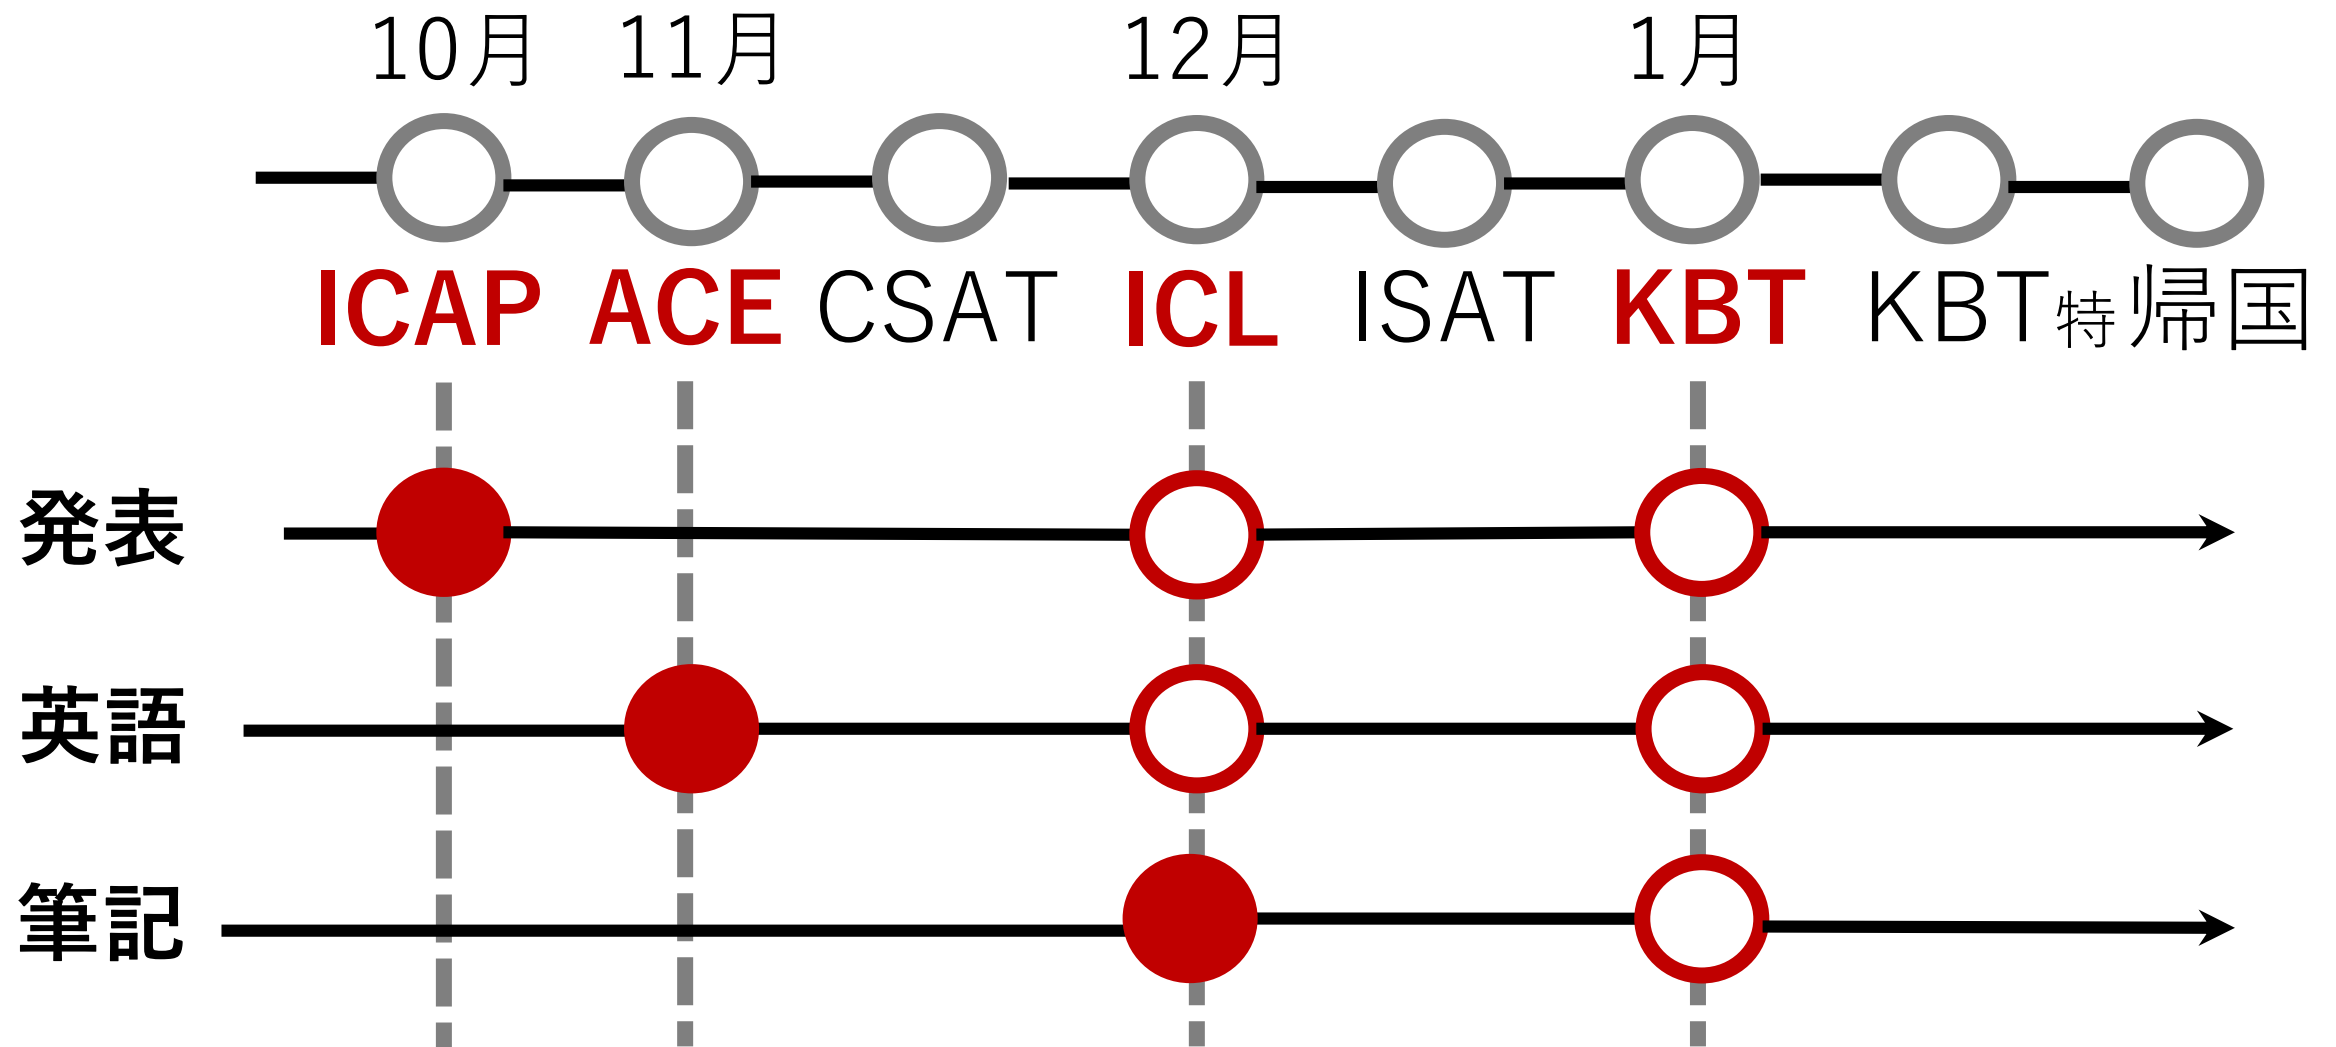 10月 11月 12月 1月
ICAP ACE CSAT ICL ISAT KBT KBT特 帰国
発表
英語
筆記